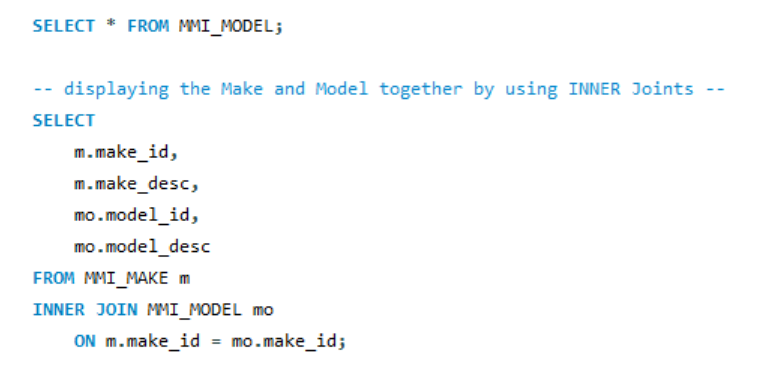 SELECT * FROM MMI_MODEL;
-- displaying the Make and Model together by using INNER Joints --
SELECT
m.make_id,
m.make_desc,
mo.model_id,
mo.model_desc
FROM MMI_MAKE m
INNER JOIN MMI_MODEL mo
ON m.make_id = mo.make_id;